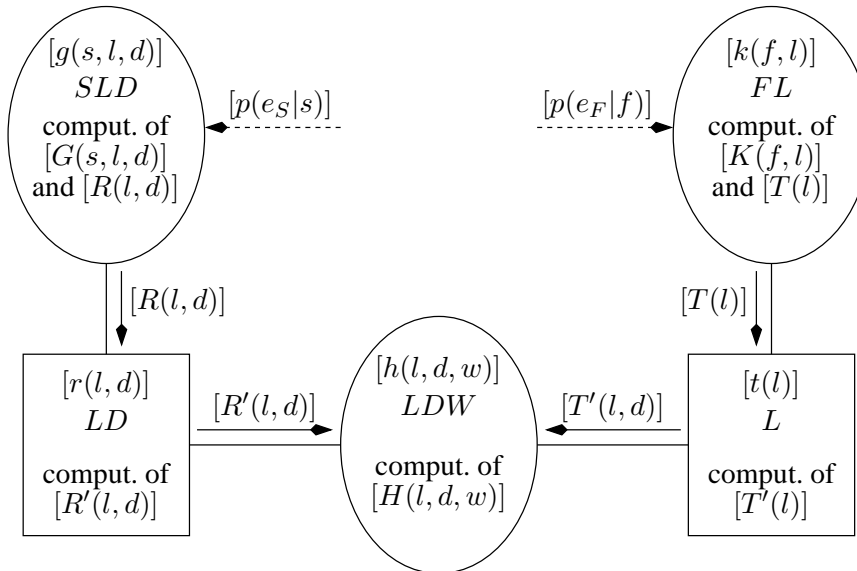 [g(s, l, d)]
SLD
comput. of
[G(s, l, d)]
and [R(l, d)]
[p(e_S|s)]
[p(e_F|f)]
[k(f, l)]
FL
comput. of
[K(f, l)]
and [T(l)]
[R(l, d)]
[T(l)]
[r(l, d)]
LD
comput. of
[R'(l, d)]
[R'(l, d)]
[h(l, d, w)]
LDW
comput. of
[H(l, d, w)]
[T'(l, d)]
[t(l)]
L
comput. of
[T'(l)]